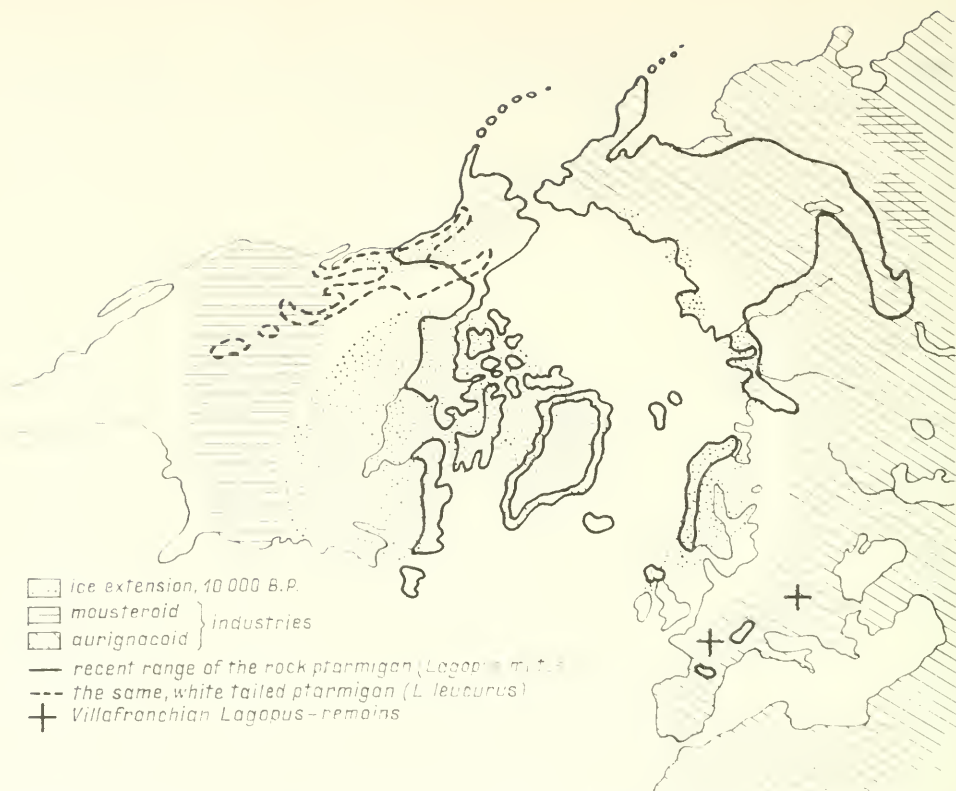 ice extension, 10 000 B.P.
mousteroid
aurignacoid } industries
recent range of the rock ptarmigan (
the same, white tailed ptarmigan (L. leucurus)
Villafranchian Lagopus-remains